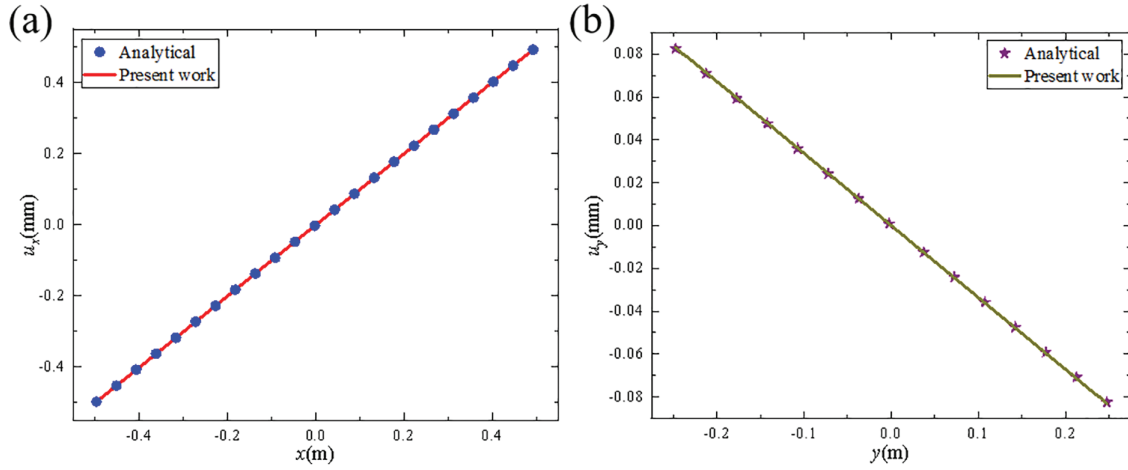 (a)
Analytical
Present work
0.4
0.2
0.0
-0.2
-0.4
-0.4
-0.2
0.0
0.2
0.4
x(m)
uₓ(mm)
(b)
Analytical
Present work
0.08
0.06
0.04
0.02
0.00
-0.02
-0.04
-0.06
-0.08
-0.2
-0.1
0.0
0.1
0.2
y(m)
u_y(mm)